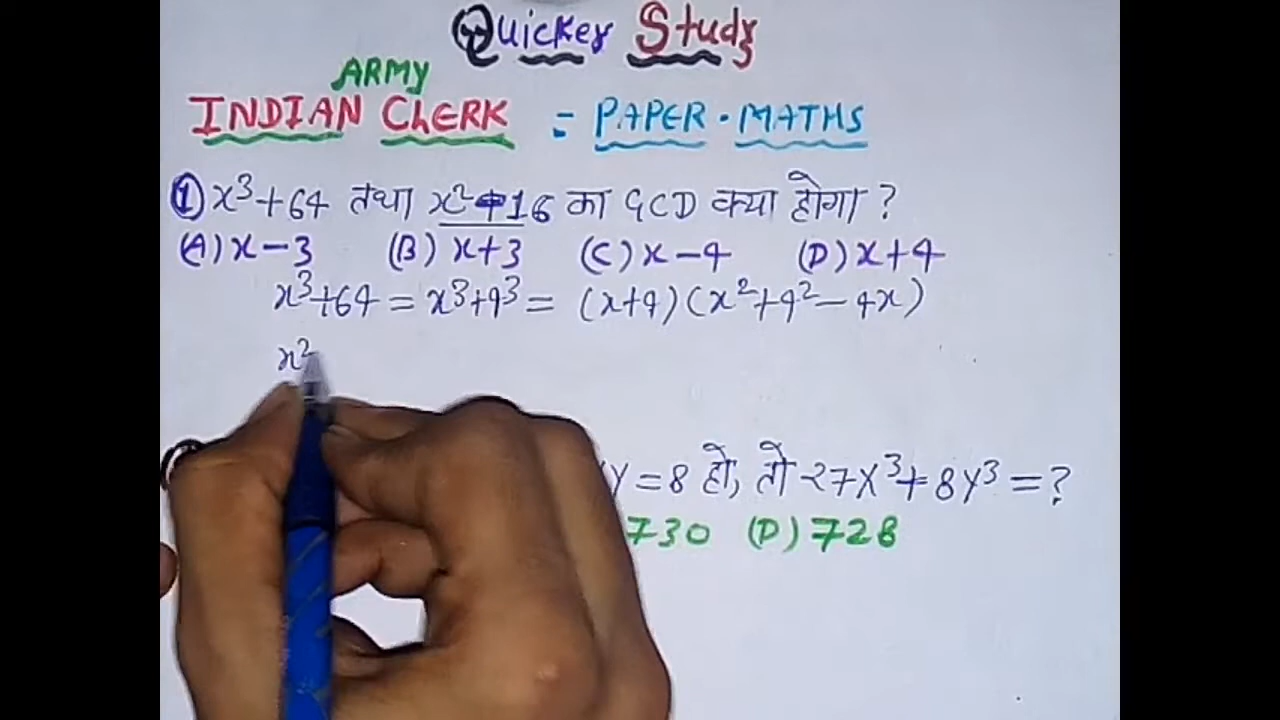 Quicker Study
ARMY
INDIAN CLERK = PAPER. MATHS
① x³+64 तथा x²-16 का GCD क्या होगा ?
(A) x-3 (B) x+3 (C) x-4 (D) x+4
x³+64 = x³+4³ = (x+4)(x²+4²-4x)
x²
=8 हो, तो 27X³+8Y³ = ?
730 (D) 728